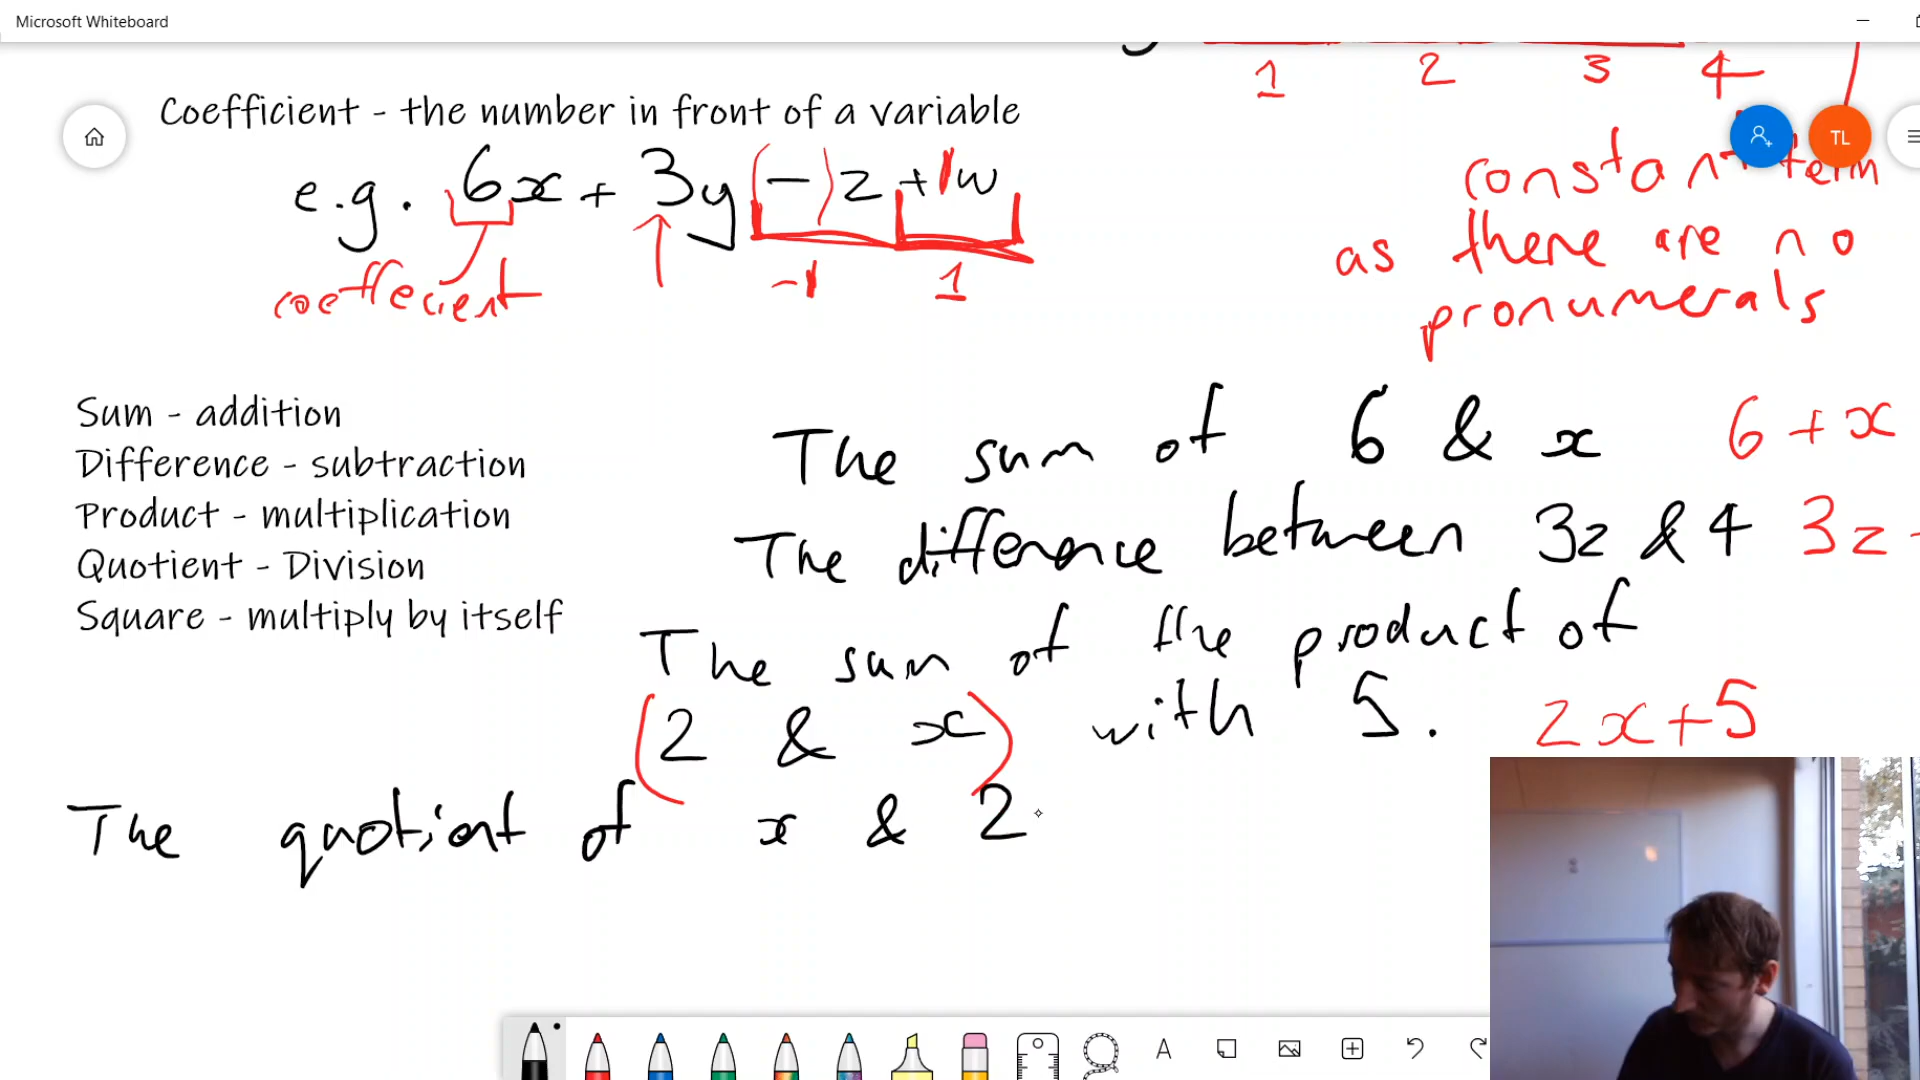 Microsoft Whiteboard
1 2 3 4
Coefficient - the number in front of a variable
TL
e.g. 6x + 3y (-) z + 1w
coeffecient -1 1
constant term
as there are no
pronumerals
Sum - addition
Difference - subtraction
Product - multiplication
Quotient - Division
Square - multiply by itself
The sum of 6 & x 6 + x
The difference between 3z & 4 3z -
The sum of the product of
(2 & x) with 5. 2x+5
The quotient of x & 2
A